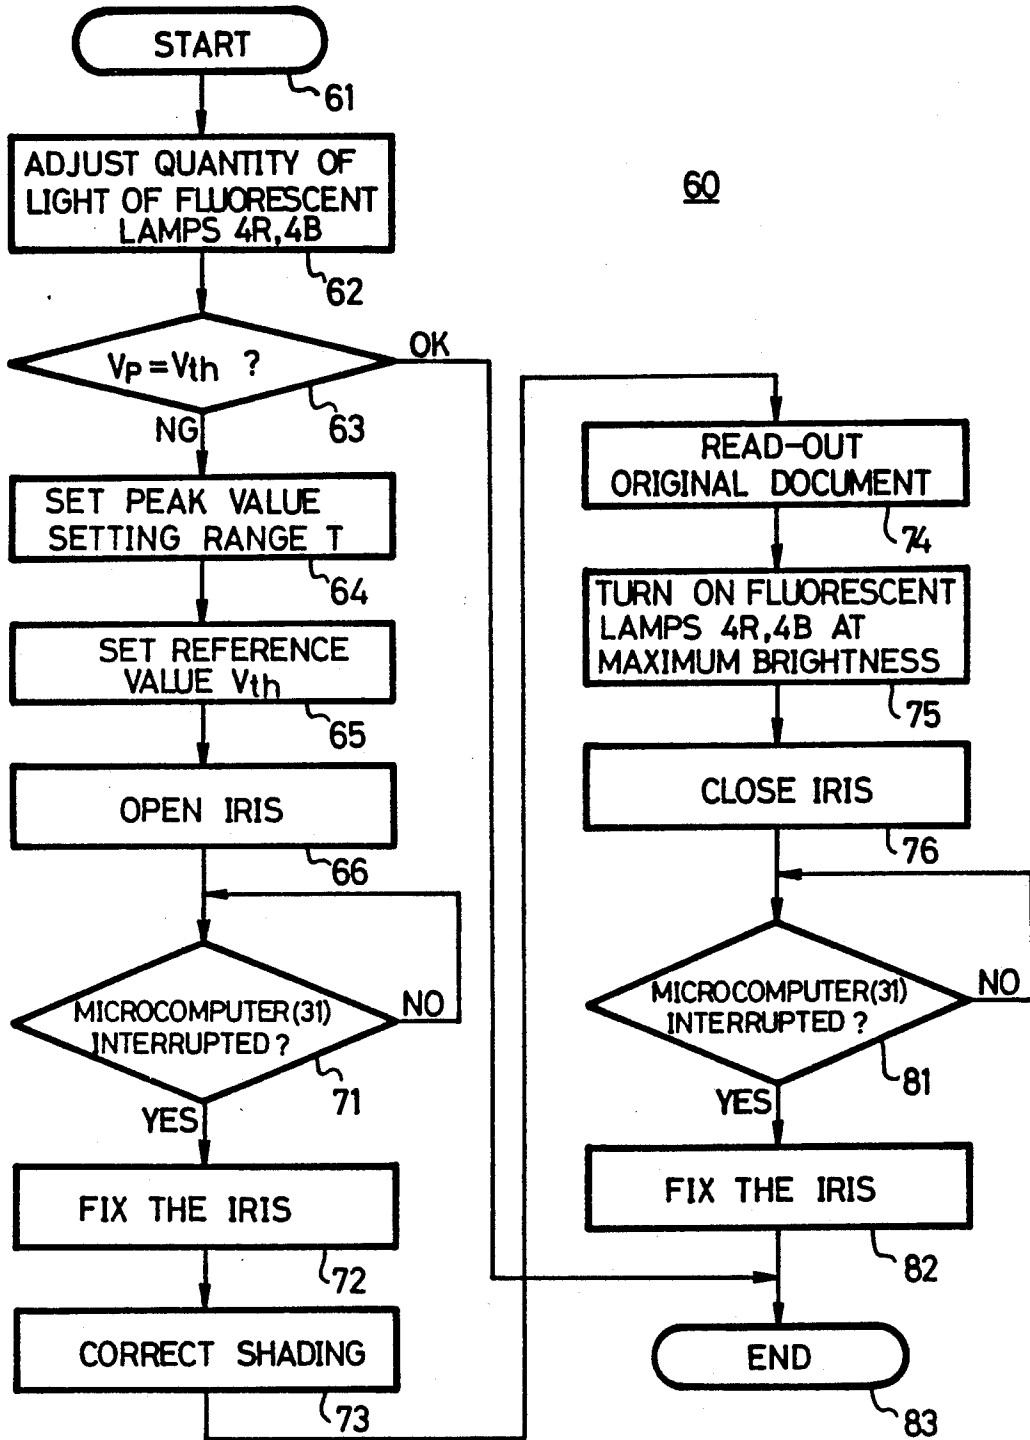 START
61
ADJUST QUANTITY OF
LIGHT OF FLUORESCENT
LAMPS 4R,4B
62
60
VP=Vth ?
OK
63
NG
SET PEAK VALUE
SETTING RANGE T
64
SET REFERENCE
VALUE Vth
65
OPEN IRIS
66
MICROCOMPUTER(31)
INTERRUPTED?
NO
71
YES
FIX THE IRIS
72
CORRECT SHADING
73
READ-OUT
ORIGINAL DOCUMENT
74
TURN ON FLUORESCENT
LAMPS 4R,4B AT
MAXIMUM BRIGHTNESS
75
CLOSE IRIS
76
MICROCOMPUTER(31)
INTERRUPTED?
NO
81
YES
FIX THE IRIS
82
END
83